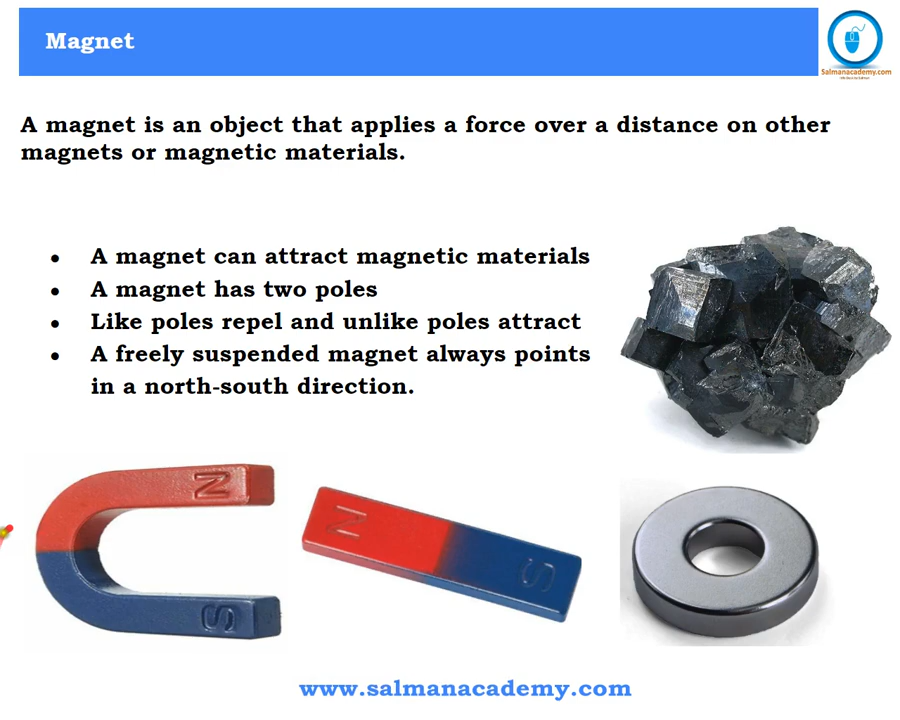 Magnet
Salmanacademy.com
A magnet is an object that applies a force over a distance on other
magnets or magnetic materials.
• A magnet can attract magnetic materials
• A magnet has two poles
• Like poles repel and unlike poles attract
• A freely suspended magnet always points
in a north-south direction.
N
S
N
S
www.salmanacademy.com